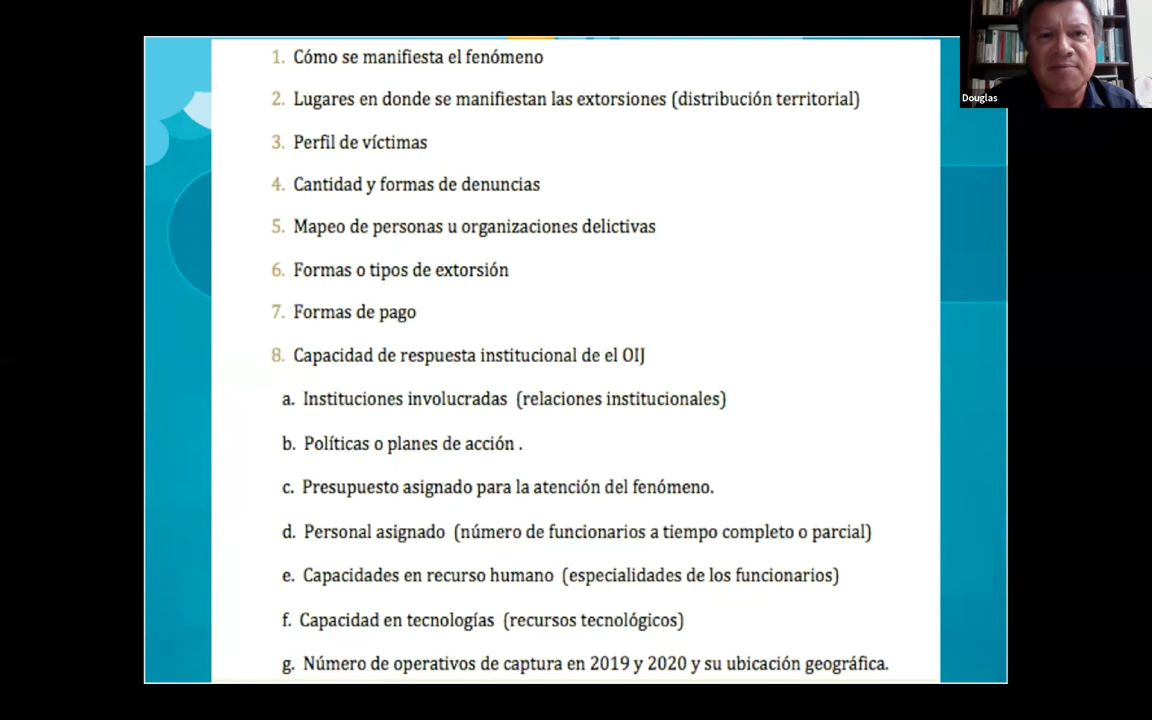 1. Cómo se manifiesta el fenómeno
2. Lugares en donde se manifiestan las extorsiones (distribución territorial)
3. Perfil de víctimas
4. Cantidad y formas de denuncias
5. Mapeo de personas u organizaciones delictivas
6. Formas o tipos de extorsión
7. Formas de pago
8. Capacidad de respuesta institucional de el OIJ
a. Instituciones involucradas (relaciones institucionales)
b. Políticas o planes de acción .
c. Presupuesto asignado para la atención del fenómeno.
d. Personal asignado (número de funcionarios a tiempo completo o parcial)
e. Capacidades en recurso humano (especialidades de los funcionarios)
f. Capacidad en tecnologías (recursos tecnológicos)
g. Número de operativos de captura en 2019 y 2020 y su ubicación geográfica.
Douglas